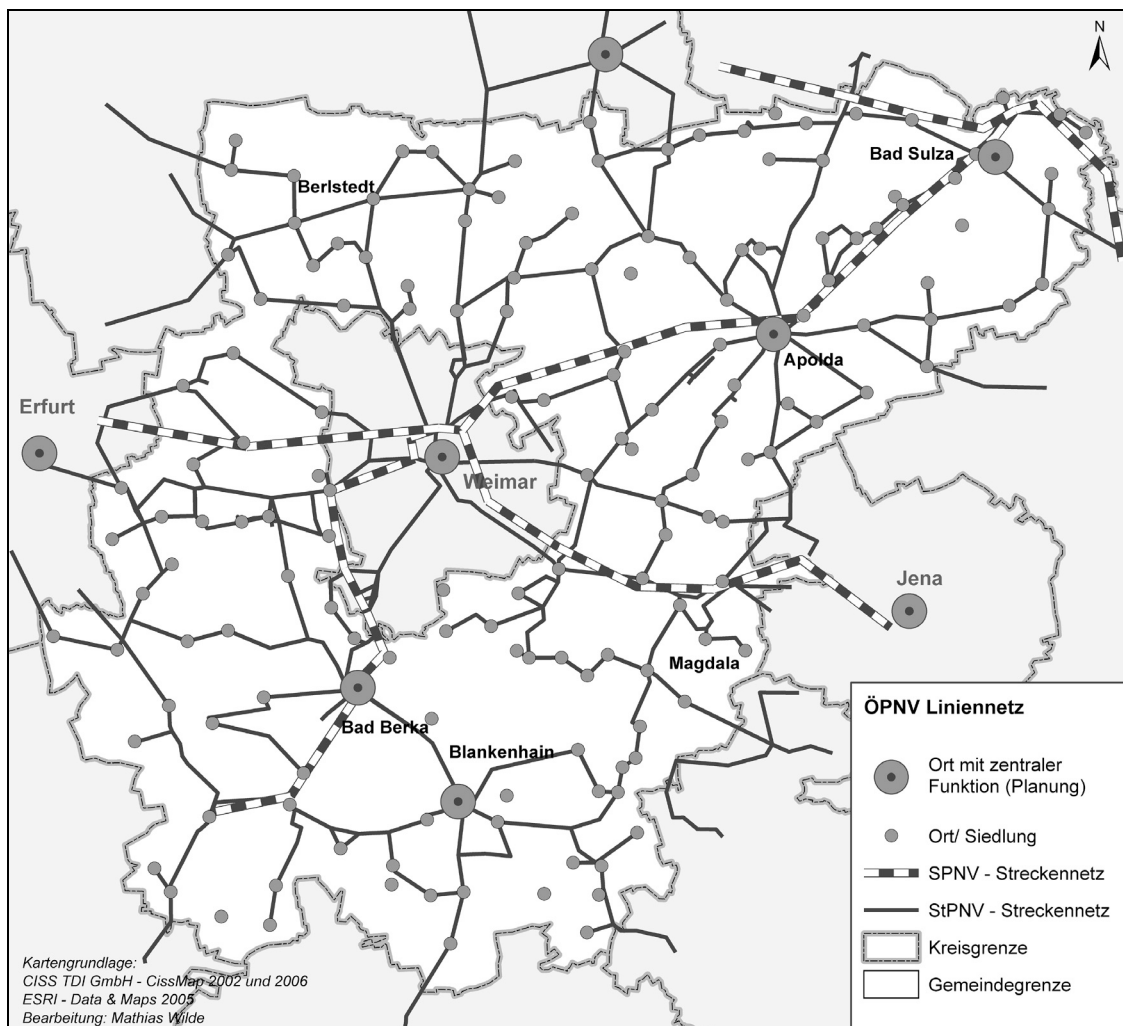 N
Bad Sulza
Berlstedt
Apolda
Erfurt
Weimar
Jena
Magdala
Bad Berka
Blankenhain
ÖPNV Liniennetz
Ort mit zentraler
Funktion (Planung)
Ort/ Siedlung
SPNV - Streckennetz
StPNV - Streckennetz
Kreisgrenze
Gemeindegrenze
Kartengrundlage:
CISS TDI GmbH - CissMap 2002 und 2006
ESRI - Data & Maps 2005
Bearbeitung: Mathias Wilde